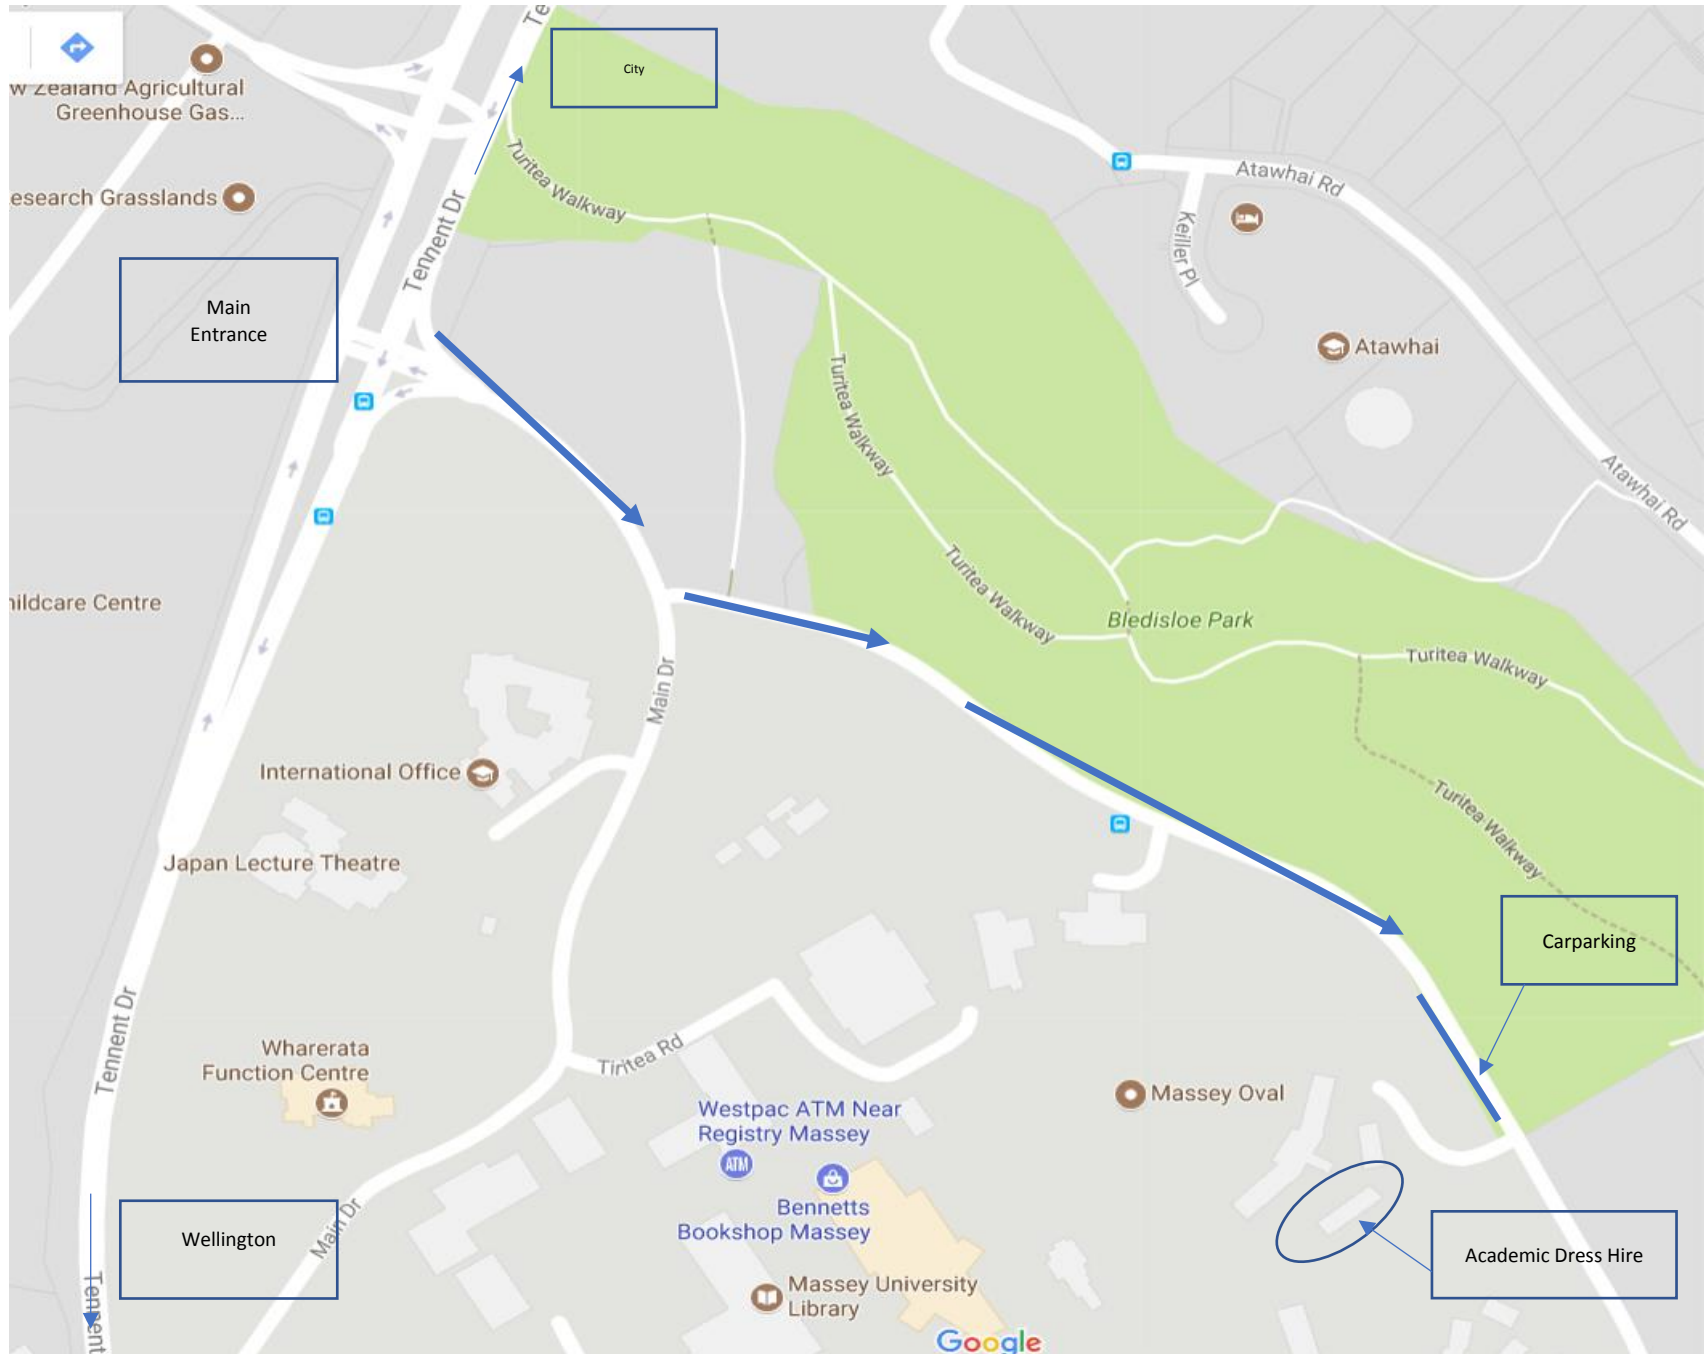 Te
City
w Zealand Agricultural
Greenhouse Gas...
Turitea Walkway
Atawhai Rd
esearch Grasslands
Tennent Dr
Keiller Pl
Main
Entrance
Atawhai
Turitea Walkway
Atawhai Rd
Turitea Walkway
hildcare Centre
Bledisloe Park
Turitea Walkway
Main Dr
International Office
Turitea Walkway
Japan Lecture Theatre
Carparking
Tennent Dr
Wharerata
Function Centre
Tiritea Rd
Massey Oval
Westpac ATM Near
Registry Massey
ATM
Bennetts
Bookshop Massey
Wellington
Main Dr
Academic Dress Hire
Tennent
Massey University
Library
Google